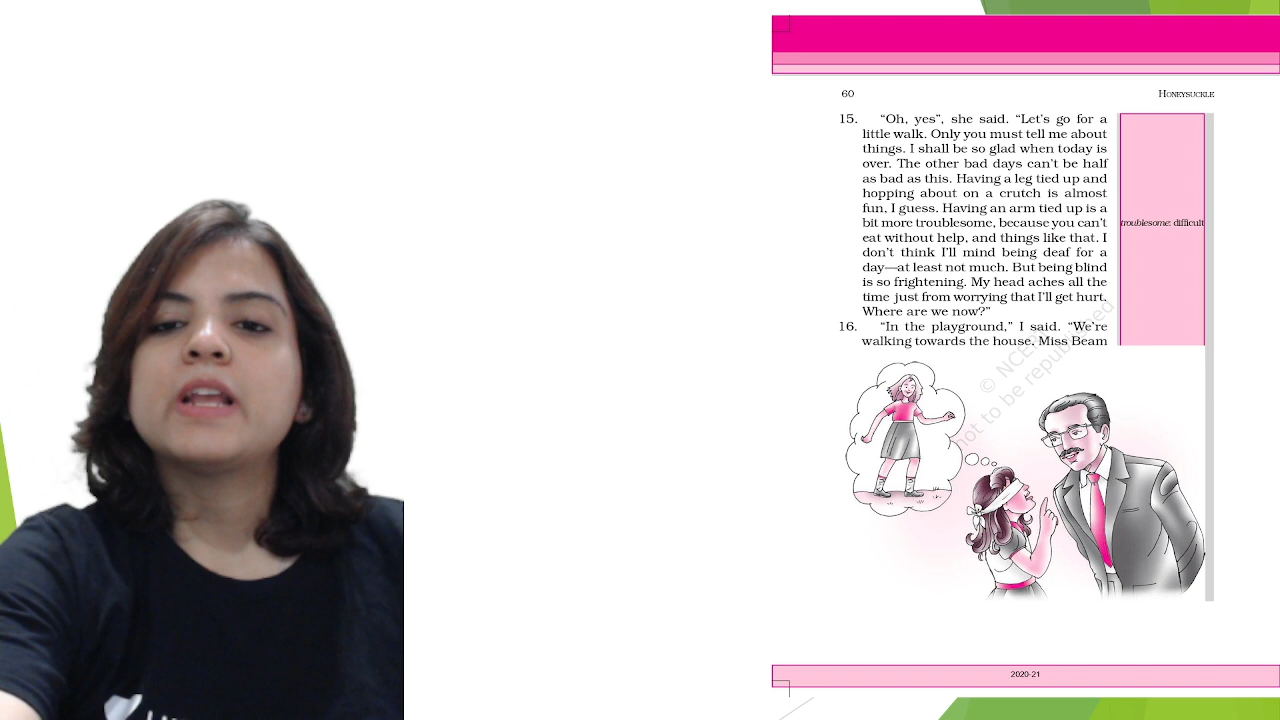 60 HONEYSUCKLE
15. “Oh, yes”, she said. “Let’s go for a
little walk. Only you must tell me about
things. I shall be so glad when today is
over. The other bad days can’t be half
as bad as this. Having a leg tied up and
hopping about on a crutch is almost
fun, I guess. Having an arm tied up is a
bit more troublesome, because you can’t
eat without help, and things like that. I
don’t think I’ll mind being deaf for a
day—at least not much. But being blind
is so frightening. My head aches all the
time just from worrying that I’ll get hurt.
Where are we now?”
16. “In the playground,” I said. “We’re
walking towards the house. Miss Beam
troublesome: difficult
not to be republished
2020-21